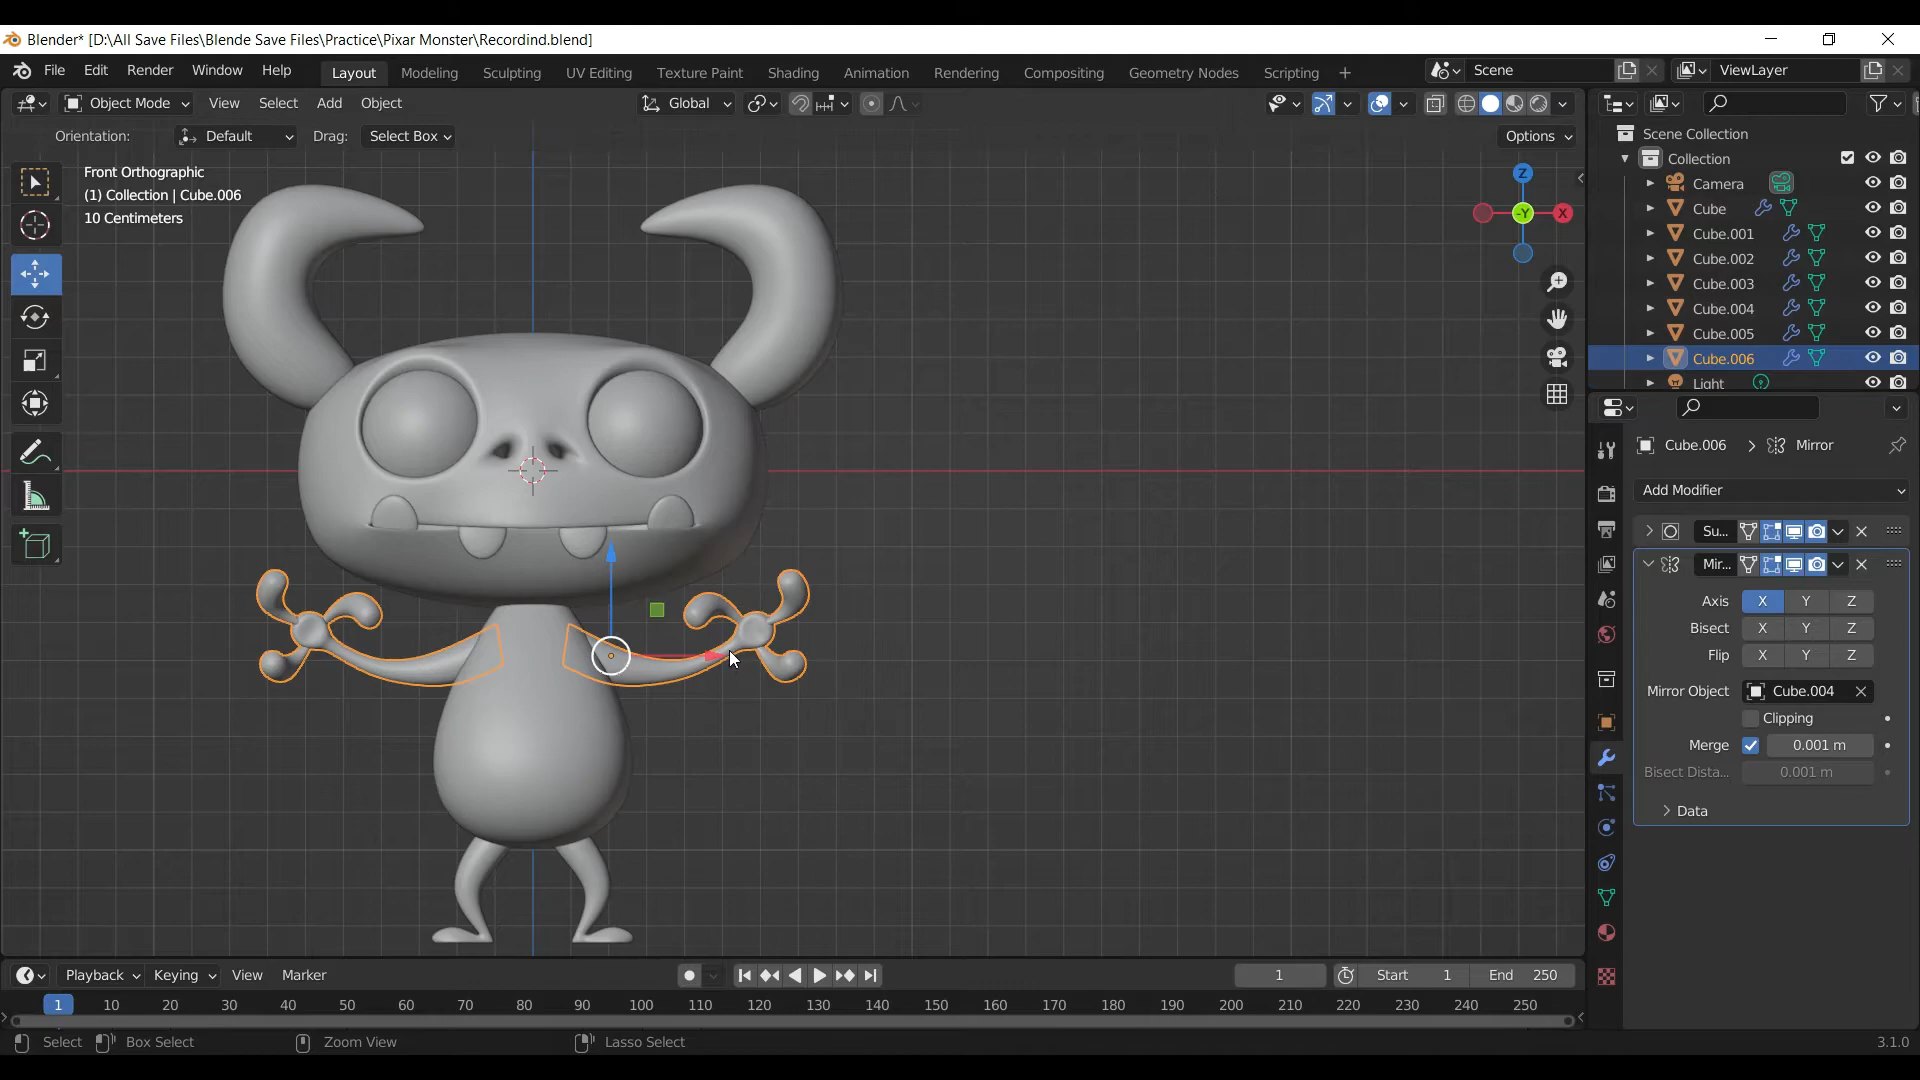 Blender* [D:\All Save Files\Blende Save Files\Practice\Pixar Monster\Recordind.blend]
File Edit Render Window Help Layout Modeling Sculpting UV Editing Texture Paint Shading Animation Rendering Compositing Geometry Nodes Scripting + Scene ViewLayer
Object Mode View Select Add Object Global
Orientation: Default Drag: Select Box Options
Front Orthographic
(1) Collection | Cube.006
10 Centimeters
Z
-Y X
Scene Collection
Collection
Camera
Cube
Cube.001
Cube.002
Cube.003
Cube.004
Cube.005
Cube.006
Light
Cube.006 > Mirror
Add Modifier
Su...
Mir...
Axis X Y Z
Bisect X Y Z
Flip X Y Z
Mirror Object Cube.004
Clipping
Merge 0.001 m
Bisect Dista... 0.001 m
Data
Playback Keying View Marker 1 Start 1 End 250
1 10 20 30 40 50 60 70 80 90 100 110 120 130 140 150 160 170 180 190 200 210 220 230 240 250
Select Box Select Zoom View Lasso Select 3.1.0